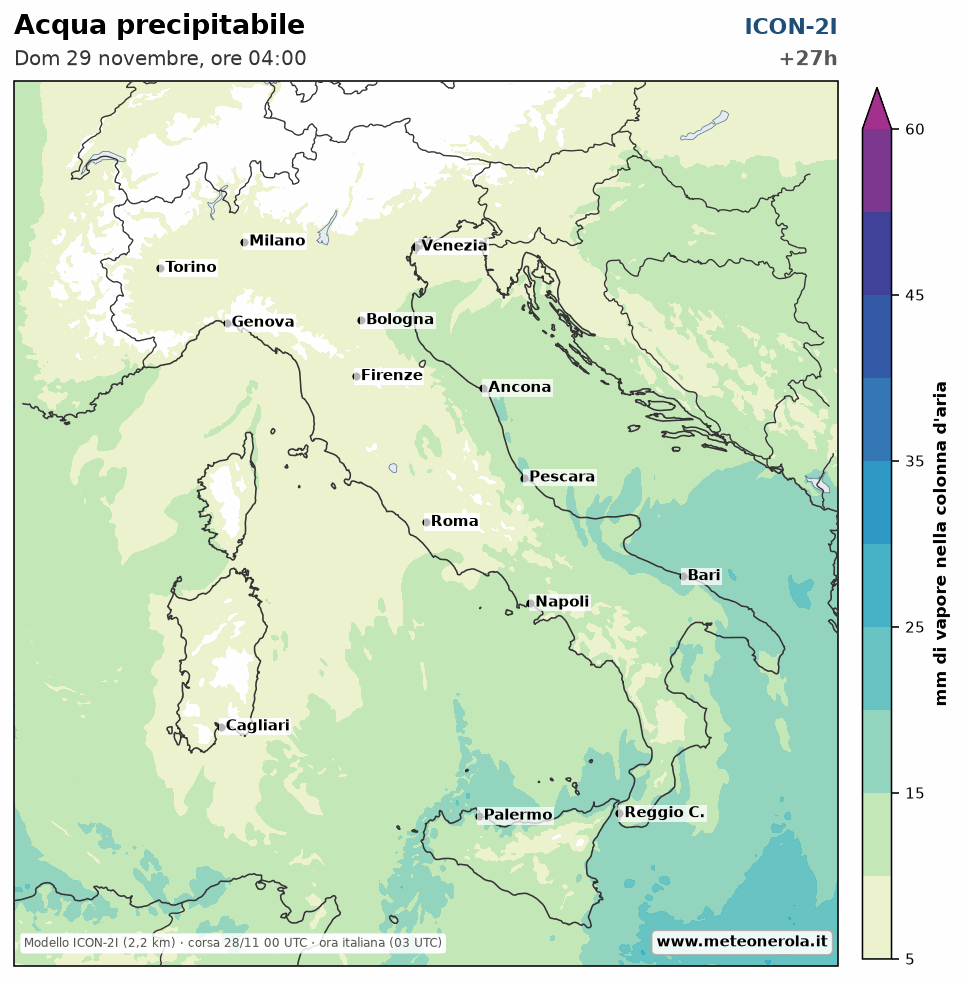 Acqua precipitabile
ICON-2I
Dom 29 novembre, ore 04:00
+27h
Milano
Venezia
Torino
Genova
Bologna
Firenze
Ancona
Pescara
Roma
Bari
Napoli
Cagliari
Palermo
Reggio C.
60
45
35
25
15
5
mm di vapore nella colonna d'aria
Modello ICON-2I (2,2 km) · corsa 28/11 00 UTC · ora italiana (03 UTC)
www.meteonerola.it